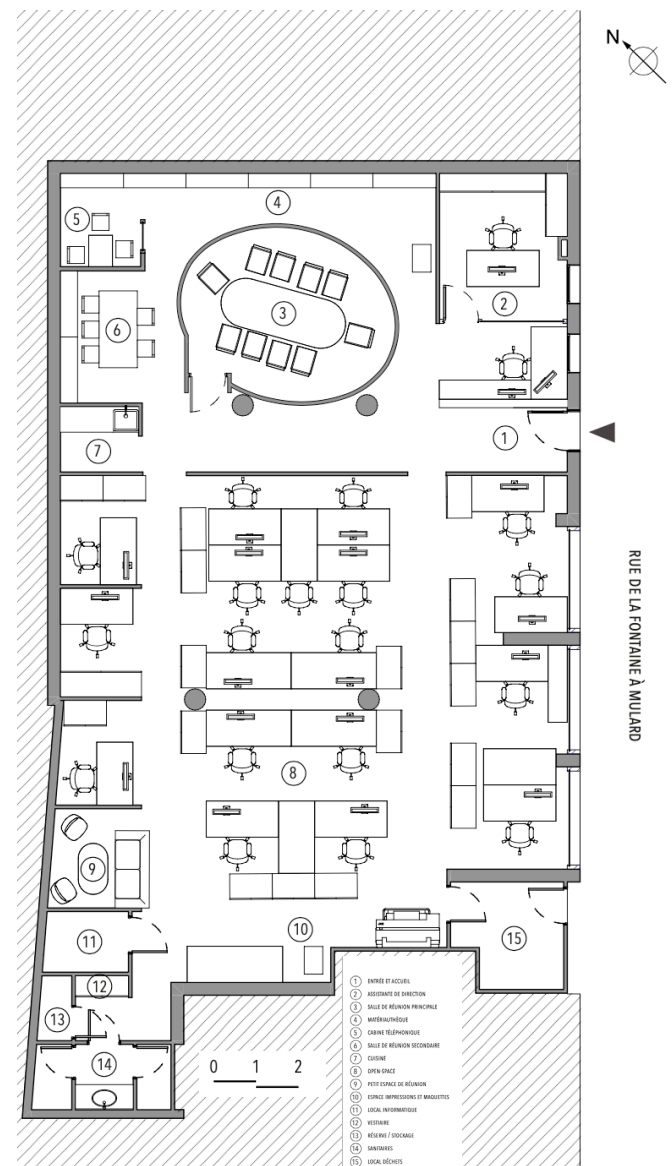 N
5
4
3
2
6
1
7
RUE DE LA FONTAINE À MULARD
8
9
10
11
15
12
13
14
0 1 2
1 ENTRÉE ET ACCUEIL
2 ASSISTANTE DE DIRECTION
3 SALLE DE RÉUNION PRINCIPALE
4 MATÉRIAUTHÈQUE
5 CABINE TÉLÉPHONIQUE
6 SALLE DE RÉUNION SECONDAIRE
7 CUISINE
8 OPEN-SPACE
9 PETIT ESPACE DE RÉUNION
10 ESPACE IMPRESSIONS ET MAQUETTES
11 LOCAL INFORMATIQUE
12 VESTIAIRE
13 RÉSERVE / STOCKAGE
14 SANITAIRES
15 LOCAL DÉCHETS